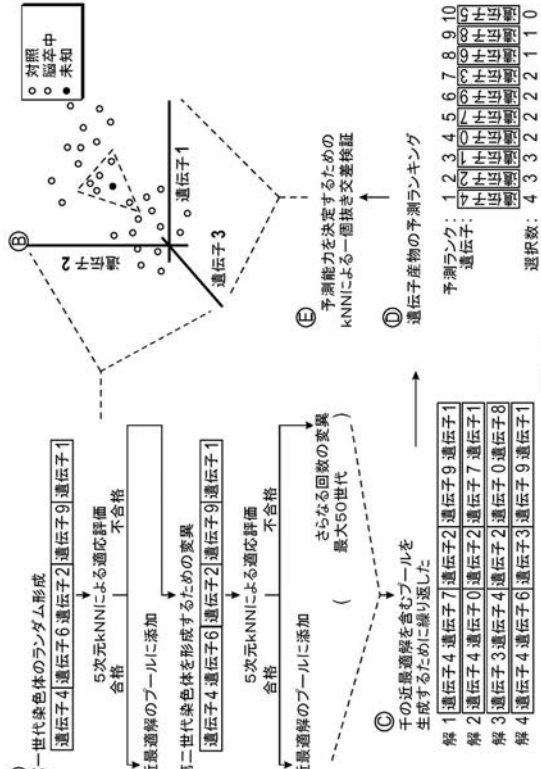 一世代染色体のランダム形成
遺伝子4 遺伝子6 遺伝子2 遺伝子9 遺伝子1
5次元kNNによる適応評価
合格 不合格
近最適解のプールに添加
第二世代染色体を形成するための変異
遺伝子4 遺伝子6 遺伝子2 遺伝子9 遺伝子1
5次元kNNによる適応評価
合格 不合格
近最適解のプールに添加
( さらなる回数の変異 )
最大50世代
Ⓒ
千の近最適解を含むプールを
生成するために繰り返した
解 1 遺伝子4 遺伝子7 遺伝子2 遺伝子9 遺伝子1
解 2 遺伝子4 遺伝子0 遺伝子2 遺伝子7 遺伝子1
解 3 遺伝子3 遺伝子4 遺伝子2 遺伝子0 遺伝子8
解 4 遺伝子4 遺伝子6 遺伝子3 遺伝子9 遺伝子1
Ⓑ
○ 対照
○ 脳卒中
● 未知
遺伝子 2
遺伝子 1
遺伝子 3
Ⓔ
予測能力を決定するための
kNNによる一個抜き交差検証
Ⓓ
遺伝子産物の予測ランキング
予測ランク: 1 2 3 4 5 6 7 8 9 10
遺伝子: 遺伝子4 遺伝子2 遺伝子1 遺伝子0 遺伝子7 遺伝子9 遺伝子3 遺伝子6 遺伝子8 遺伝子5
選択数: 4 3 3 2 2 2 2 1 1 0